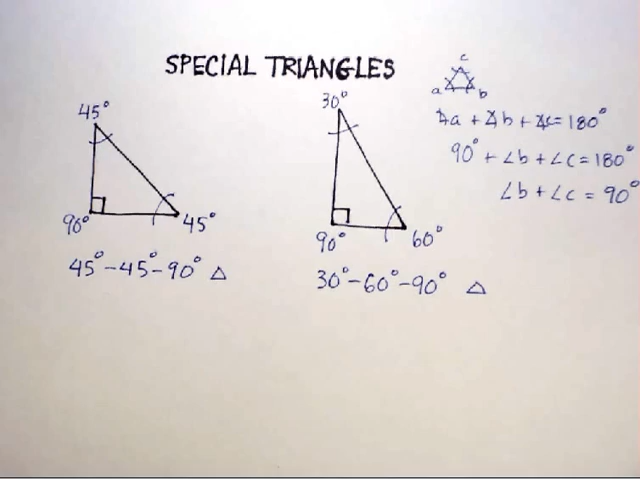 SPECIAL TRIANGLES
45°
90°
45°
45°-45°-90° △
30°
90°
60°
30°-60°-90° △
c
a
b
∡a + ∡b + ∡c = 180°
90° + ∠b + ∠c = 180°
∠b + ∠c = 90°